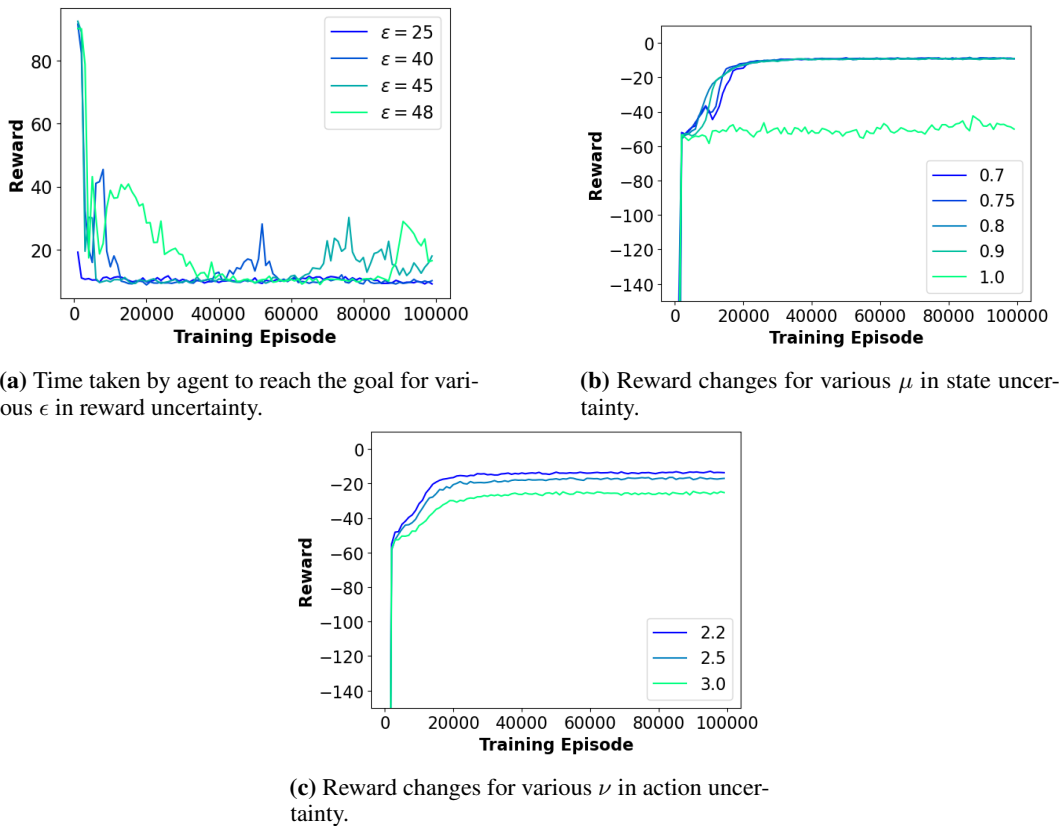 80
60
40
20
Reward
ε = 25
ε = 40
ε = 45
ε = 48
0 20000 40000 60000 80000 100000
Training Episode
(a) Time taken by agent to reach the goal for vari-
ous ϵ in reward uncertainty.
0
−20
−40
−60
−80
−100
−120
−140
Reward
0.7
0.75
0.8
0.9
1.0
0 20000 40000 60000 80000 100000
Training Episode
(b) Reward changes for various μ in state uncer-
tainty.
0
−20
−40
−60
−80
−100
−120
−140
Reward
2.2
2.5
3.0
0 20000 40000 60000 80000 100000
Training Episode
(c) Reward changes for various ν in action uncer-
tainty.